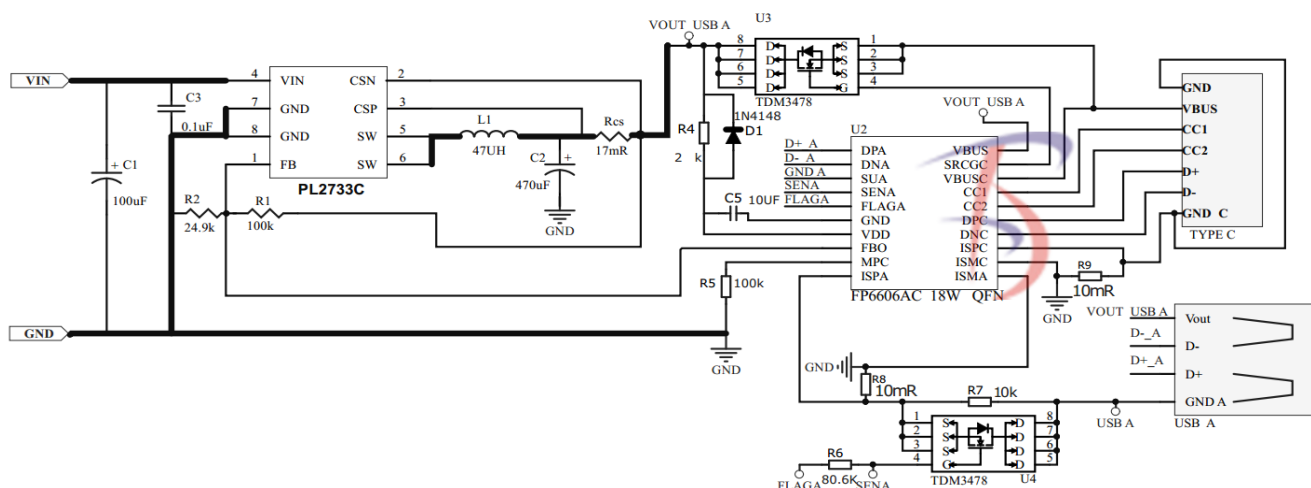 VIN
GND
C1
100uF
C3
0.1uF
4 VIN CSN 2
7 GND CSP 3
8 GND SW 5
1 FB SW 6
PL2733C
R2
24.9k
R1
100k
L1
47UH
C2
470uF
GND
Rcs
17mR
VOUT_USB A
U3
8 D S 1
7 D S 2
6 D S 3
5 D G 4
TDM3478
1N4148
D1
R4
2 k
C5 10UF
R5 100k
GND
U2
D+_A DPA VBUS
D-_A DNA SRCGC
GND A SUA VBUSC
SENA SENA CC1
FLAGA FLAGA CC2
GND DPC
VDD DNC
FBO ISPC
MPC ISMC
ISPA ISMA
FP6606AC 18W QFN
VOUT_USB A
GND
VBUS
CC1
CC2
D+
D-
GND C
TYPE C
R9
10mR
GND
GND
R8
10mR
R7 10k
1 S D 8
2 S D 7
3 S D 6
4 G D 5
TDM3478 U4
R6
80.6K
FLAGA SENA
USB A
VOUT USB A Vout
D-_A D-
D+_A D+
GND A
USB A